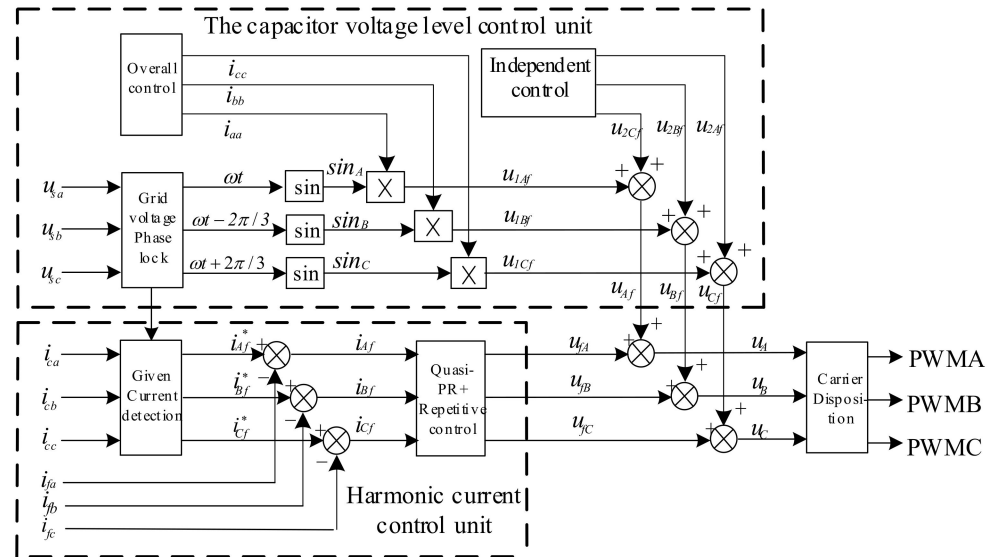 The capacitor voltage level control unit
Overall
control
i_cc
i_bb
i_aa
Independent
control
u_2Cf
u_2Bf
u_2Af
u_sa
u_sb
u_sc
Grid
voltage
Phase
lock
ωt
ωt − 2π / 3
ωt + 2π / 3
sin
sin
sin
sin_A
sin_B
sin_C
X
X
X
u_1Af
u_1Bf
u_1Cf
+
+
+
+
+
+
u_Af
u_Bf
u_Cf
i_ca
i_cb
i_cc
Given
Current
detection
i*_Af
i*_Bf
i*_Cf
+
−
+
−
+
−
i_Af
i_Bf
i_Cf
Quasi-
PR+
Repetitive
control
u_fA
u_fB
u_fC
+
+
+
+
+
+
u_A
u_B
u_C
Carrier
Disposi-
tion
PWMA
PWMB
PWMC
i_fa
i_fb
i_fc
Harmonic current
control unit